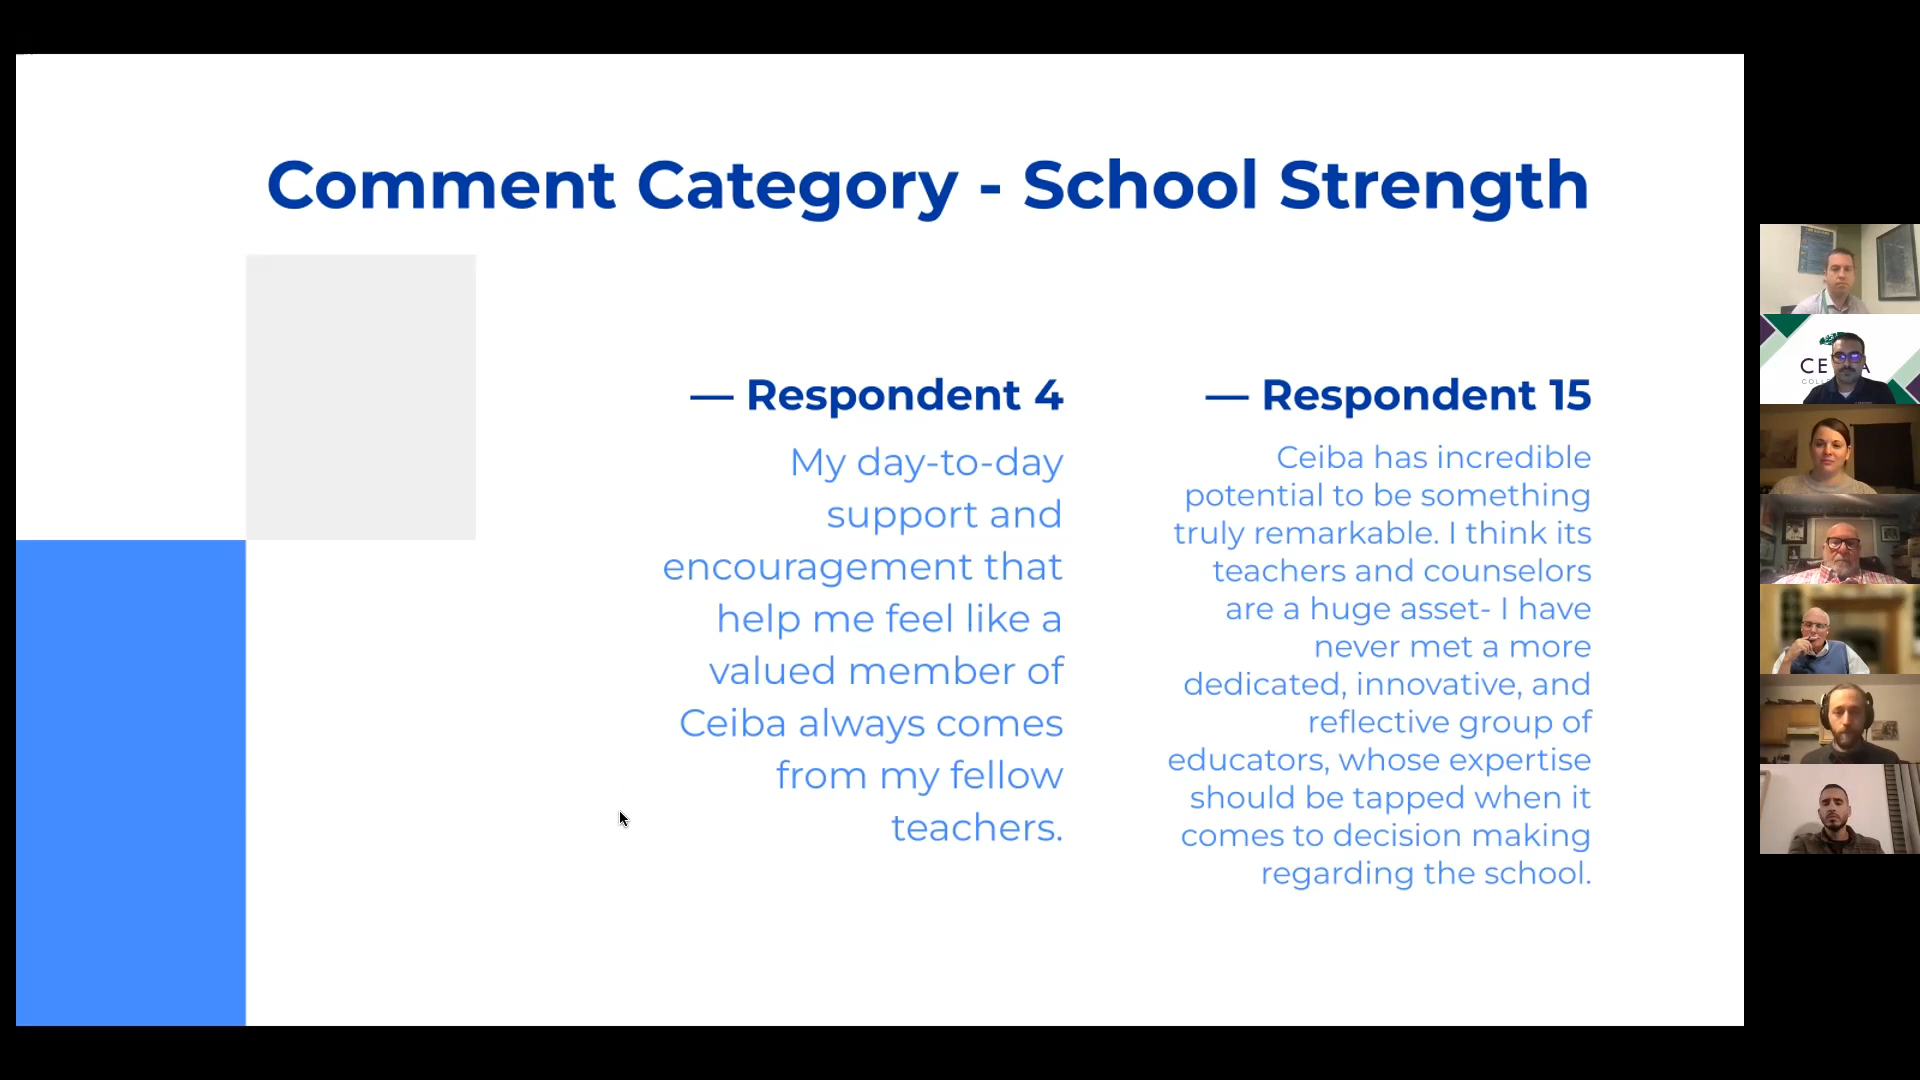 Comment Category - School Strength
— Respondent 4
My day-to-day
support and
encouragement that
help me feel like a
valued member of
Ceiba always comes
from my fellow
teachers.
— Respondent 15
Ceiba has incredible
potential to be something
truly remarkable. I think its
teachers and counselors
are a huge asset- I have
never met a more
dedicated, innovative, and
reflective group of
educators, whose expertise
should be tapped when it
comes to decision making
regarding the school.